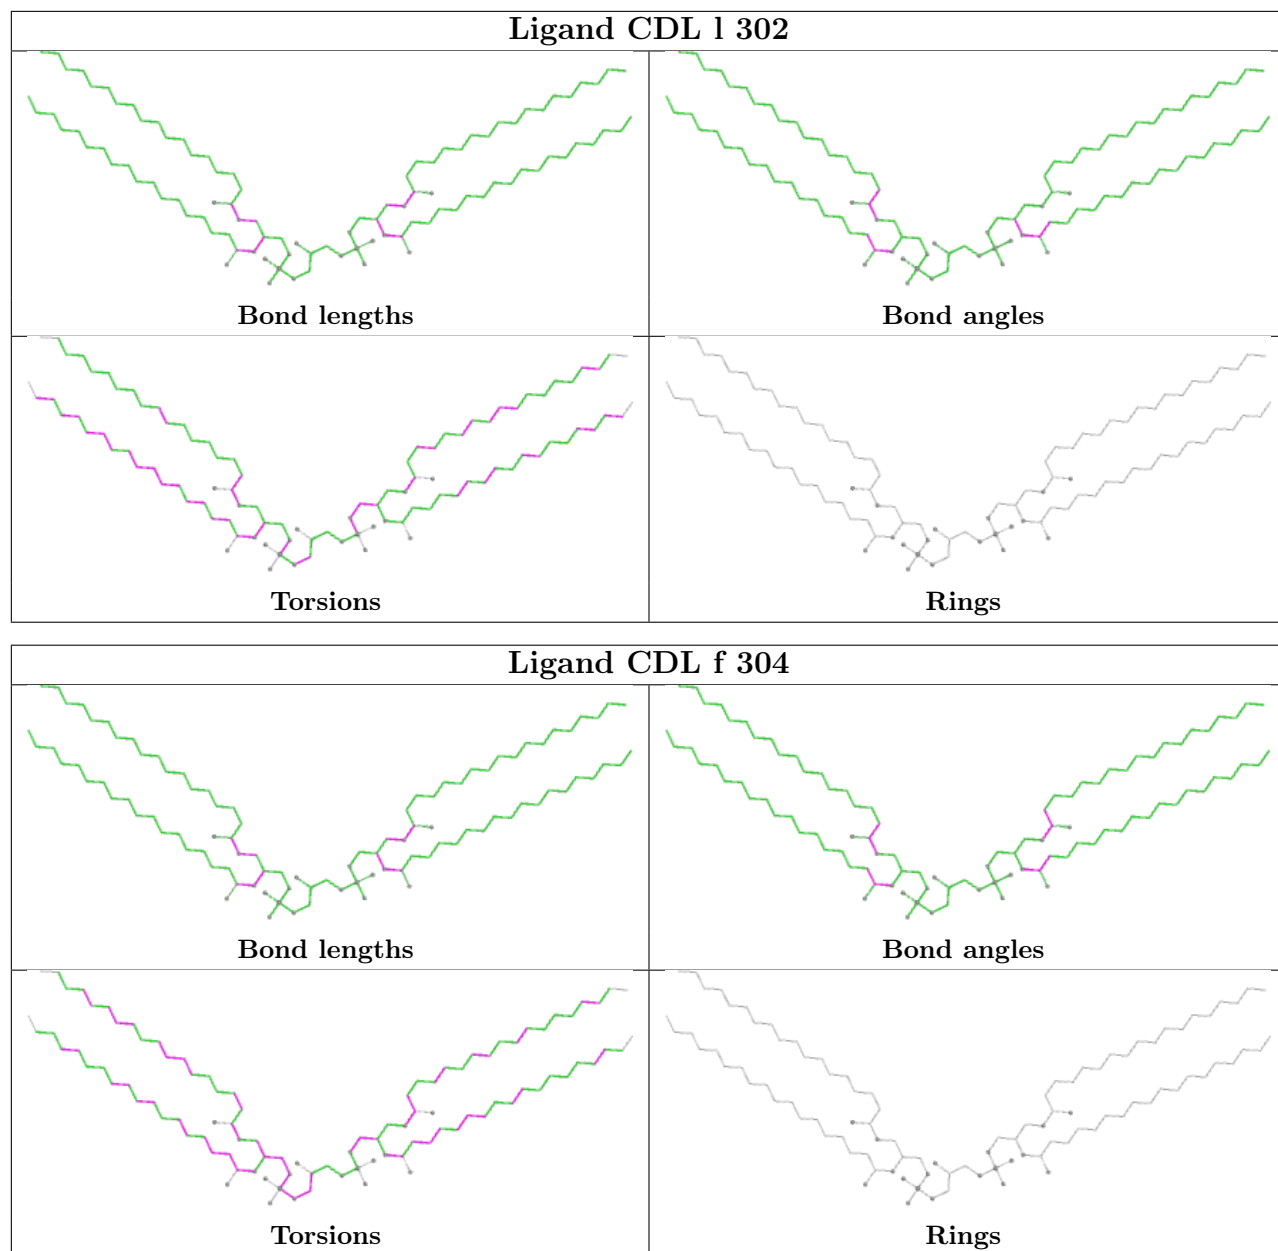 Ligand CDL l 302
Bond lengths
Bond angles
Torsions
Rings
Ligand CDL f 304
Bond lengths
Bond angles
Torsions
Rings